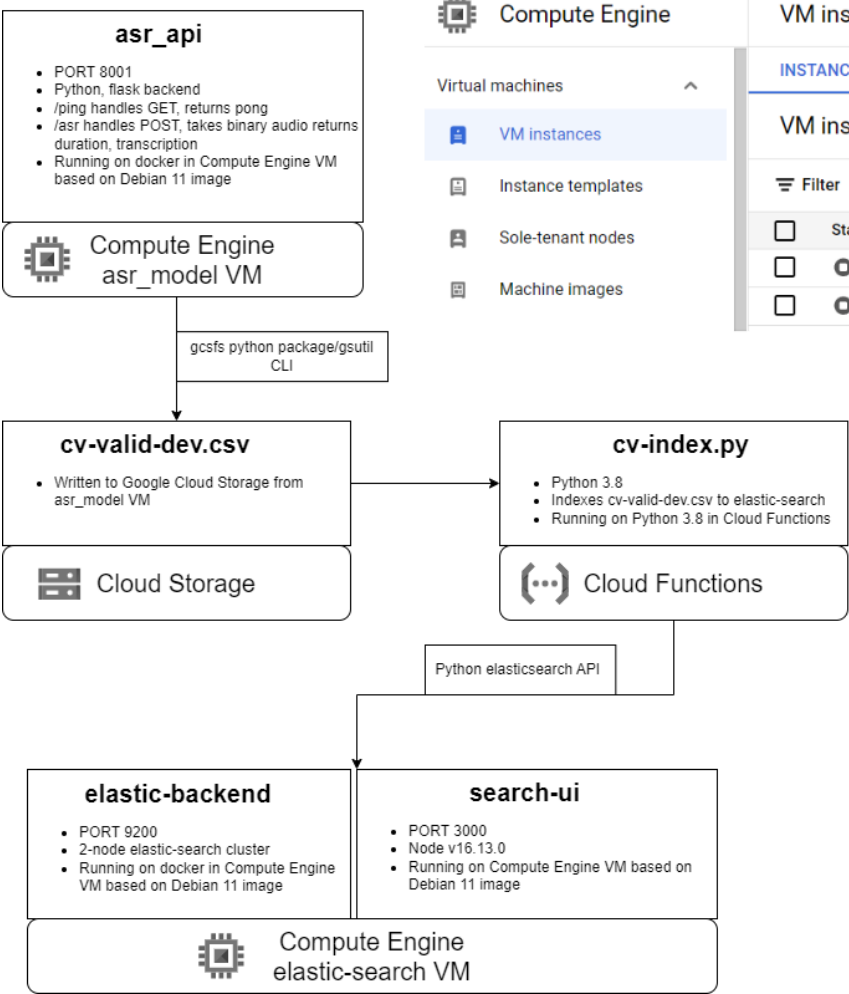 asr_api
PORT 8001
Python, flask backend
/ping handles GET, returns pong
/asr handles POST, takes binary audio returns
duration, transcription
Running on docker in Compute Engine VM
based on Debian 11 image
Compute Engine
asr_model VM
Compute Engine
Virtual machines
VM instances
Instance templates
Sole-tenant nodes
Machine images
VM ins
INSTANC
VM ins
Filter
Sta
gcsfs python package/gsutil
CLI
cv-valid-dev.csv
Written to Google Cloud Storage from
asr_model VM
Cloud Storage
cv-index.py
Python 3.8
Indexes cv-valid-dev.csv to elastic-search
Running on Python 3.8 in Cloud Functions
Cloud Functions
Python elasticsearch API
elastic-backend
PORT 9200
2-node elastic-search cluster
Running on docker in Compute Engine
VM based on Debian 11 image
search-ui
PORT 3000
Node v16.13.0
Running on Compute Engine VM based on
Debian 11 image
Compute Engine
elastic-search VM